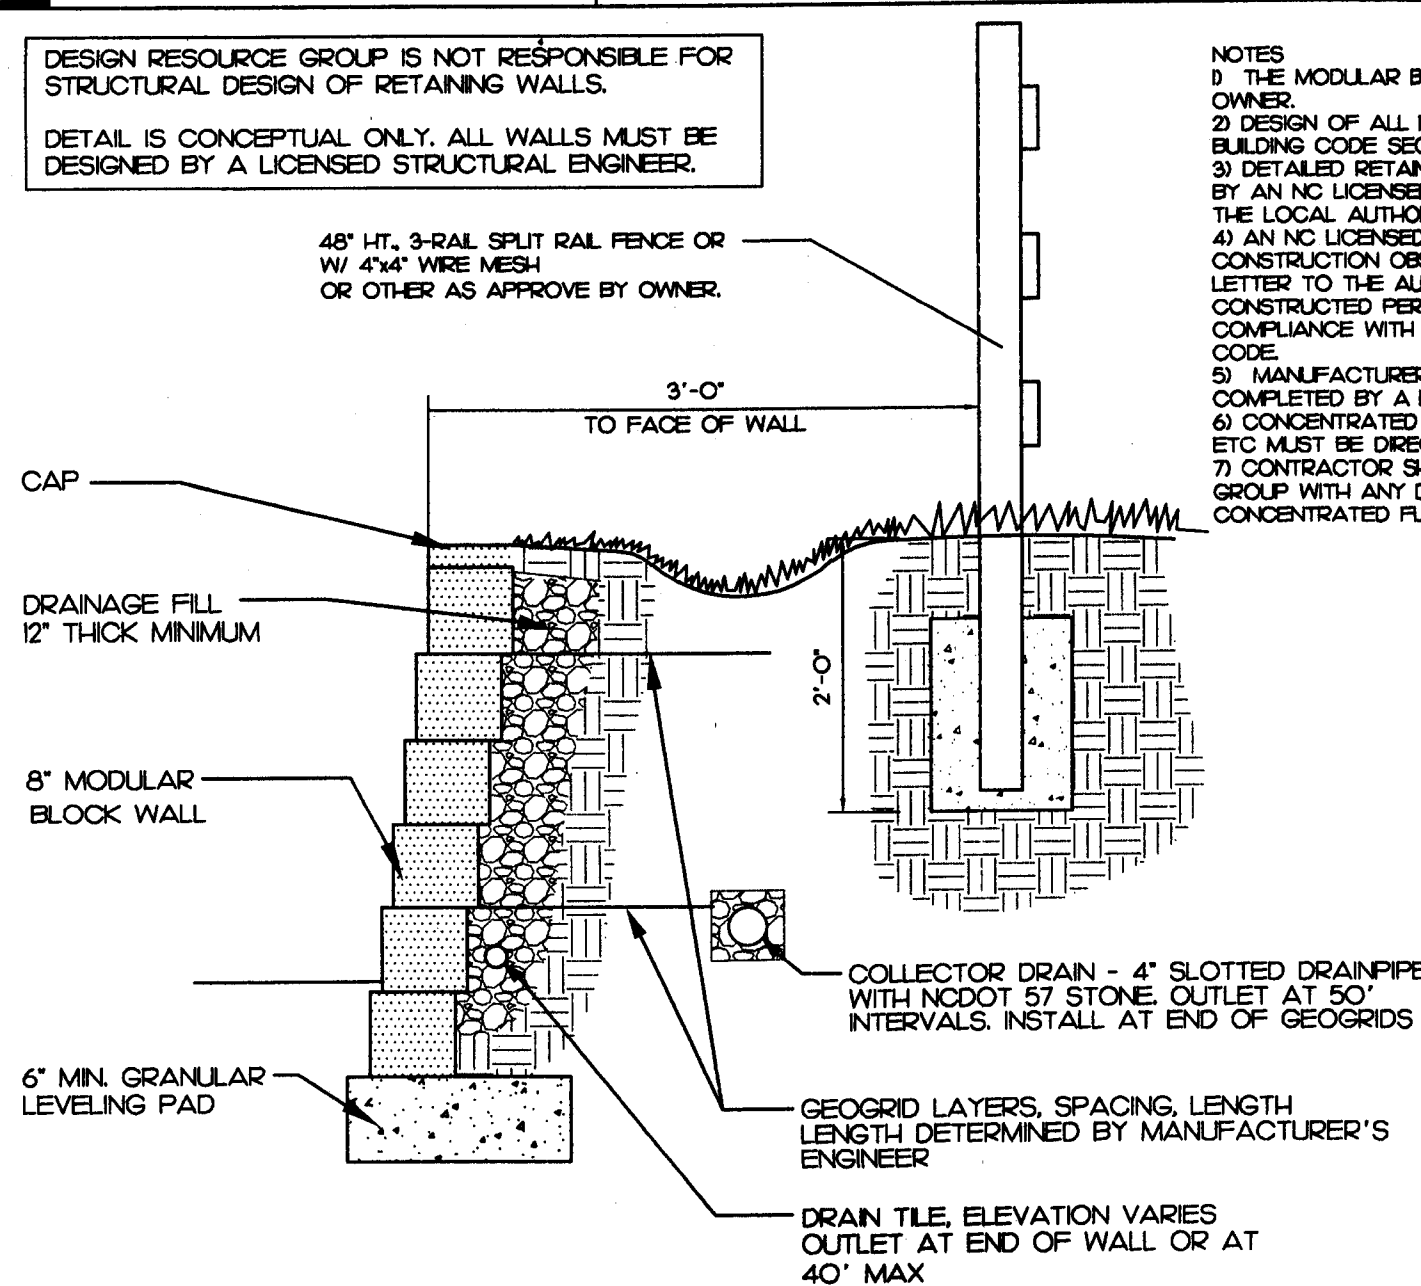 DESIGN RESOURCE GROUP IS NOT RESPONSIBLE FOR
STRUCTURAL DESIGN OF RETAINING WALLS.
DETAIL IS CONCEPTUAL ONLY. ALL WALLS MUST BE
DESIGNED BY A LICENSED STRUCTURAL ENGINEER.
48" HT., 3-RAIL SPLIT RAIL FENCE OR
W/ 4"x4" WIRE MESH
OR OTHER AS APPROVE BY OWNER.
NOTES
1) THE MODULAR B
OWNER.
2) DESIGN OF ALL
BUILDING CODE SEC
3) DETAILED RETAIN
BY AN NC LICENSE
THE LOCAL AUTHO
4) AN NC LICENSED
CONSTRUCTION OBS
LETTER TO THE AU
CONSTRUCTED PER
COMPLIANCE WITH
CODE.
5) MANUFACTURER
COMPLETED BY A
6) CONCENTRATED
ETC MUST BE DIREC
7) CONTRACTOR SH
GROUP WITH ANY D
CONCENTRATED FL
3'-0"
TO FACE OF WALL
CAP
DRAINAGE FILL
12" THICK MINIMUM
2'-0"
8" MODULAR
BLOCK WALL
COLLECTOR DRAIN - 4" SLOTTED DRAINPIPE
WITH NCDOT 57 STONE. OUTLET AT 50'
INTERVALS. INSTALL AT END OF GEOGRIDS
6" MIN. GRANULAR
LEVELING PAD
GEOGRID LAYERS, SPACING, LENGTH
LENGTH DETERMINED BY MANUFACTURER'S
ENGINEER
DRAIN TILE, ELEVATION VARIES
OUTLET AT END OF WALL OR AT
40' MAX